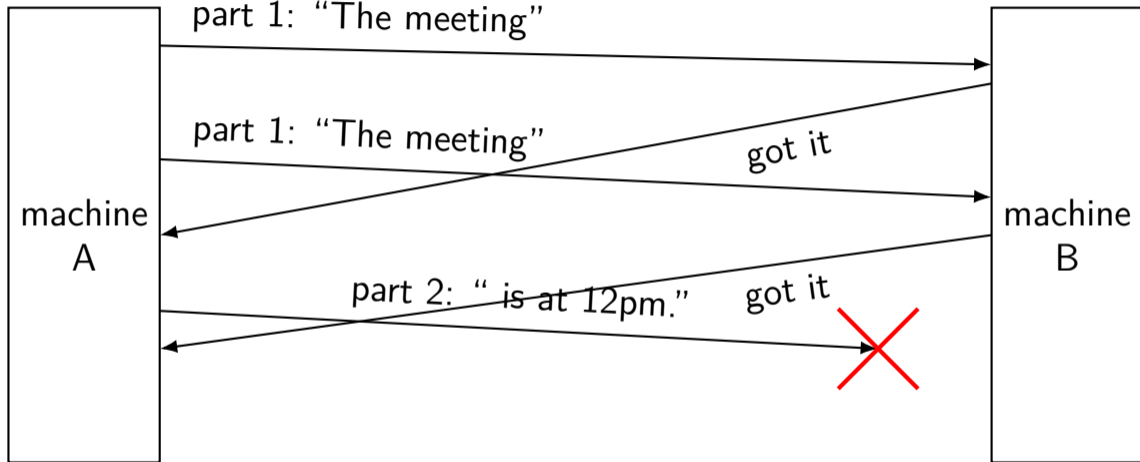 part 1: “The meeting”
part 1: “The meeting”
got it
machine
A
machine
B
part 2: “ is at 12pm.”
got it